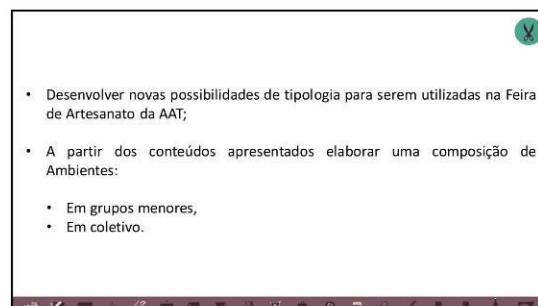 • Desenvolver novas possibilidades de tipologia para serem utilizadas na Feira
de Artesanato da AAT;
• A partir dos conteúdos apresentados elaborar uma composição de
Ambientes:
• Em grupos menores,
• Em coletivo.